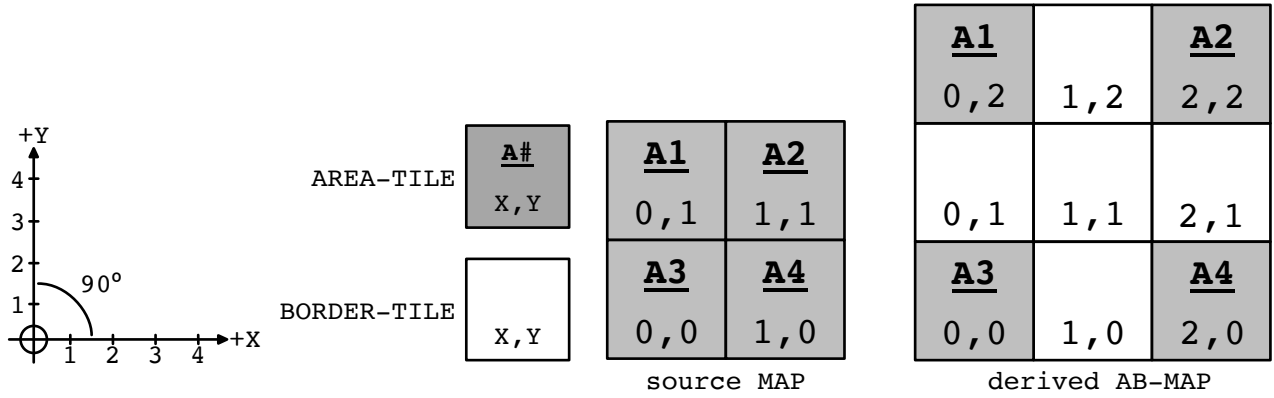 +Y
4
3
2
1
90°
1
2
3
4
+X
AREA-TILE
A#
X,Y
BORDER-TILE
X,Y
A1
A2
0,1
1,1
A3
A4
0,0
1,0
source MAP
A1
A2
0,2
1,2
2,2
0,1
1,1
2,1
A3
A4
0,0
1,0
2,0
derived AB-MAP